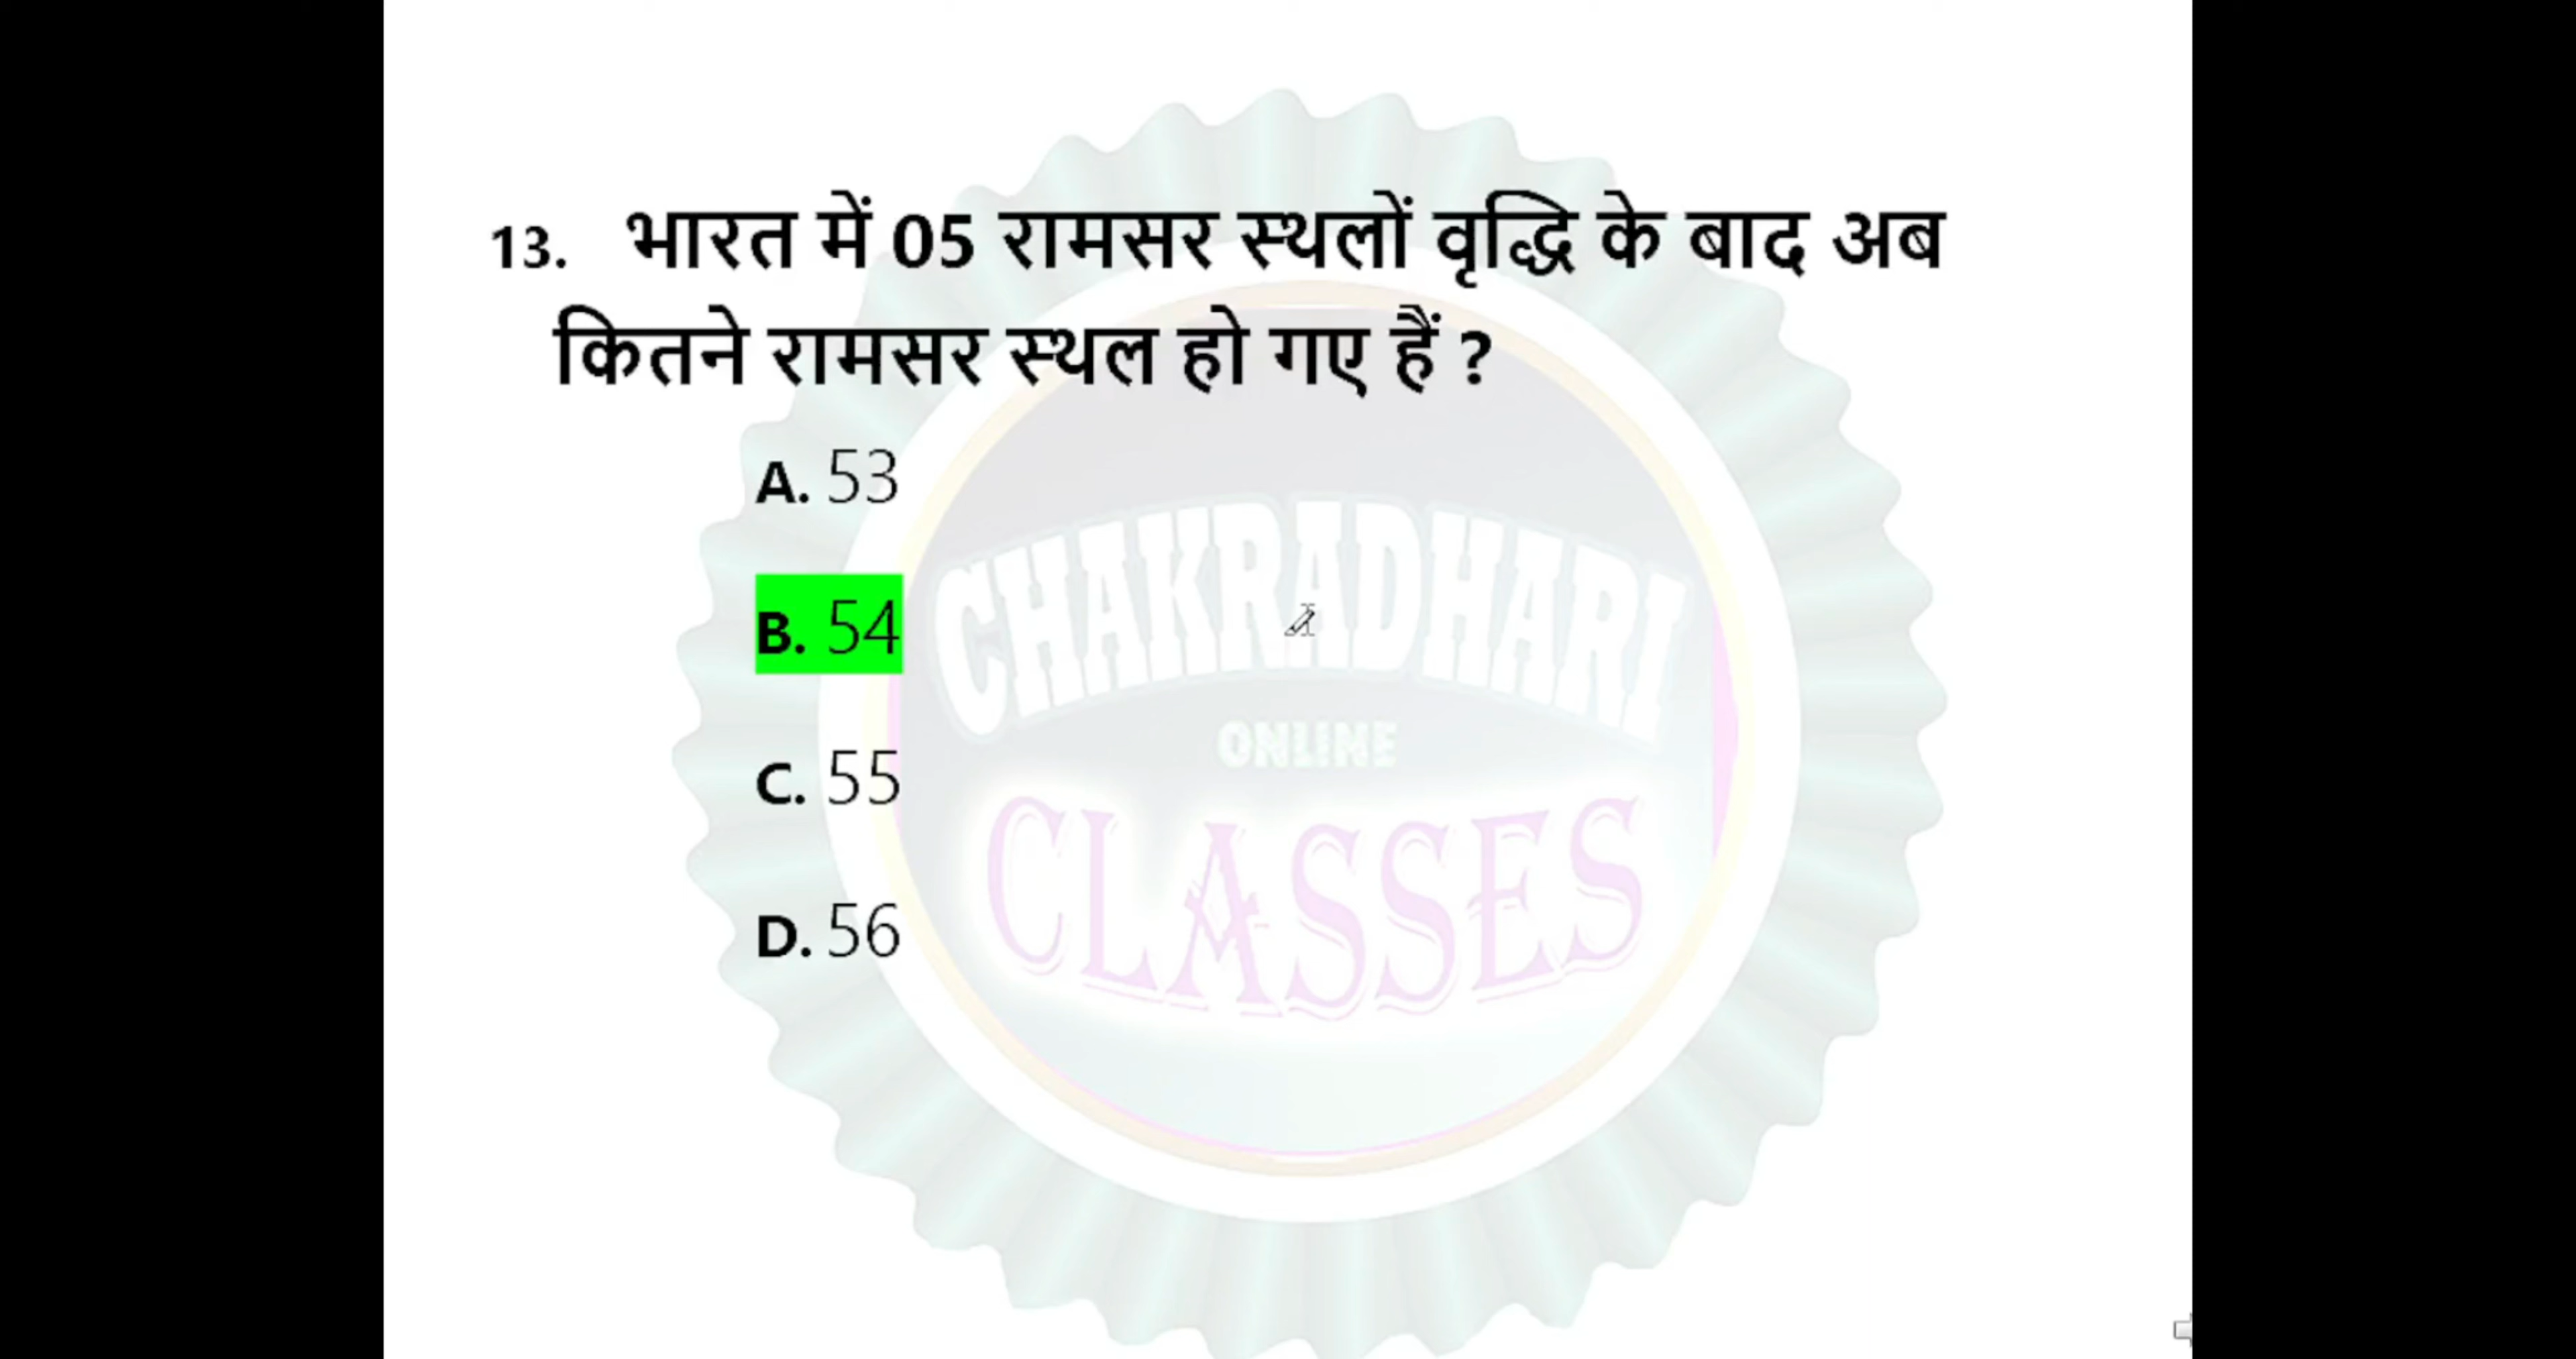 13. भारत में 05 रामसर स्थलों वृद्धि के बाद अब
कितने रामसर स्थल हो गए हैं ?
A. 53
B. 54
C. 55
D. 56
CHAKRADHARI
ONLINE
CLASSES